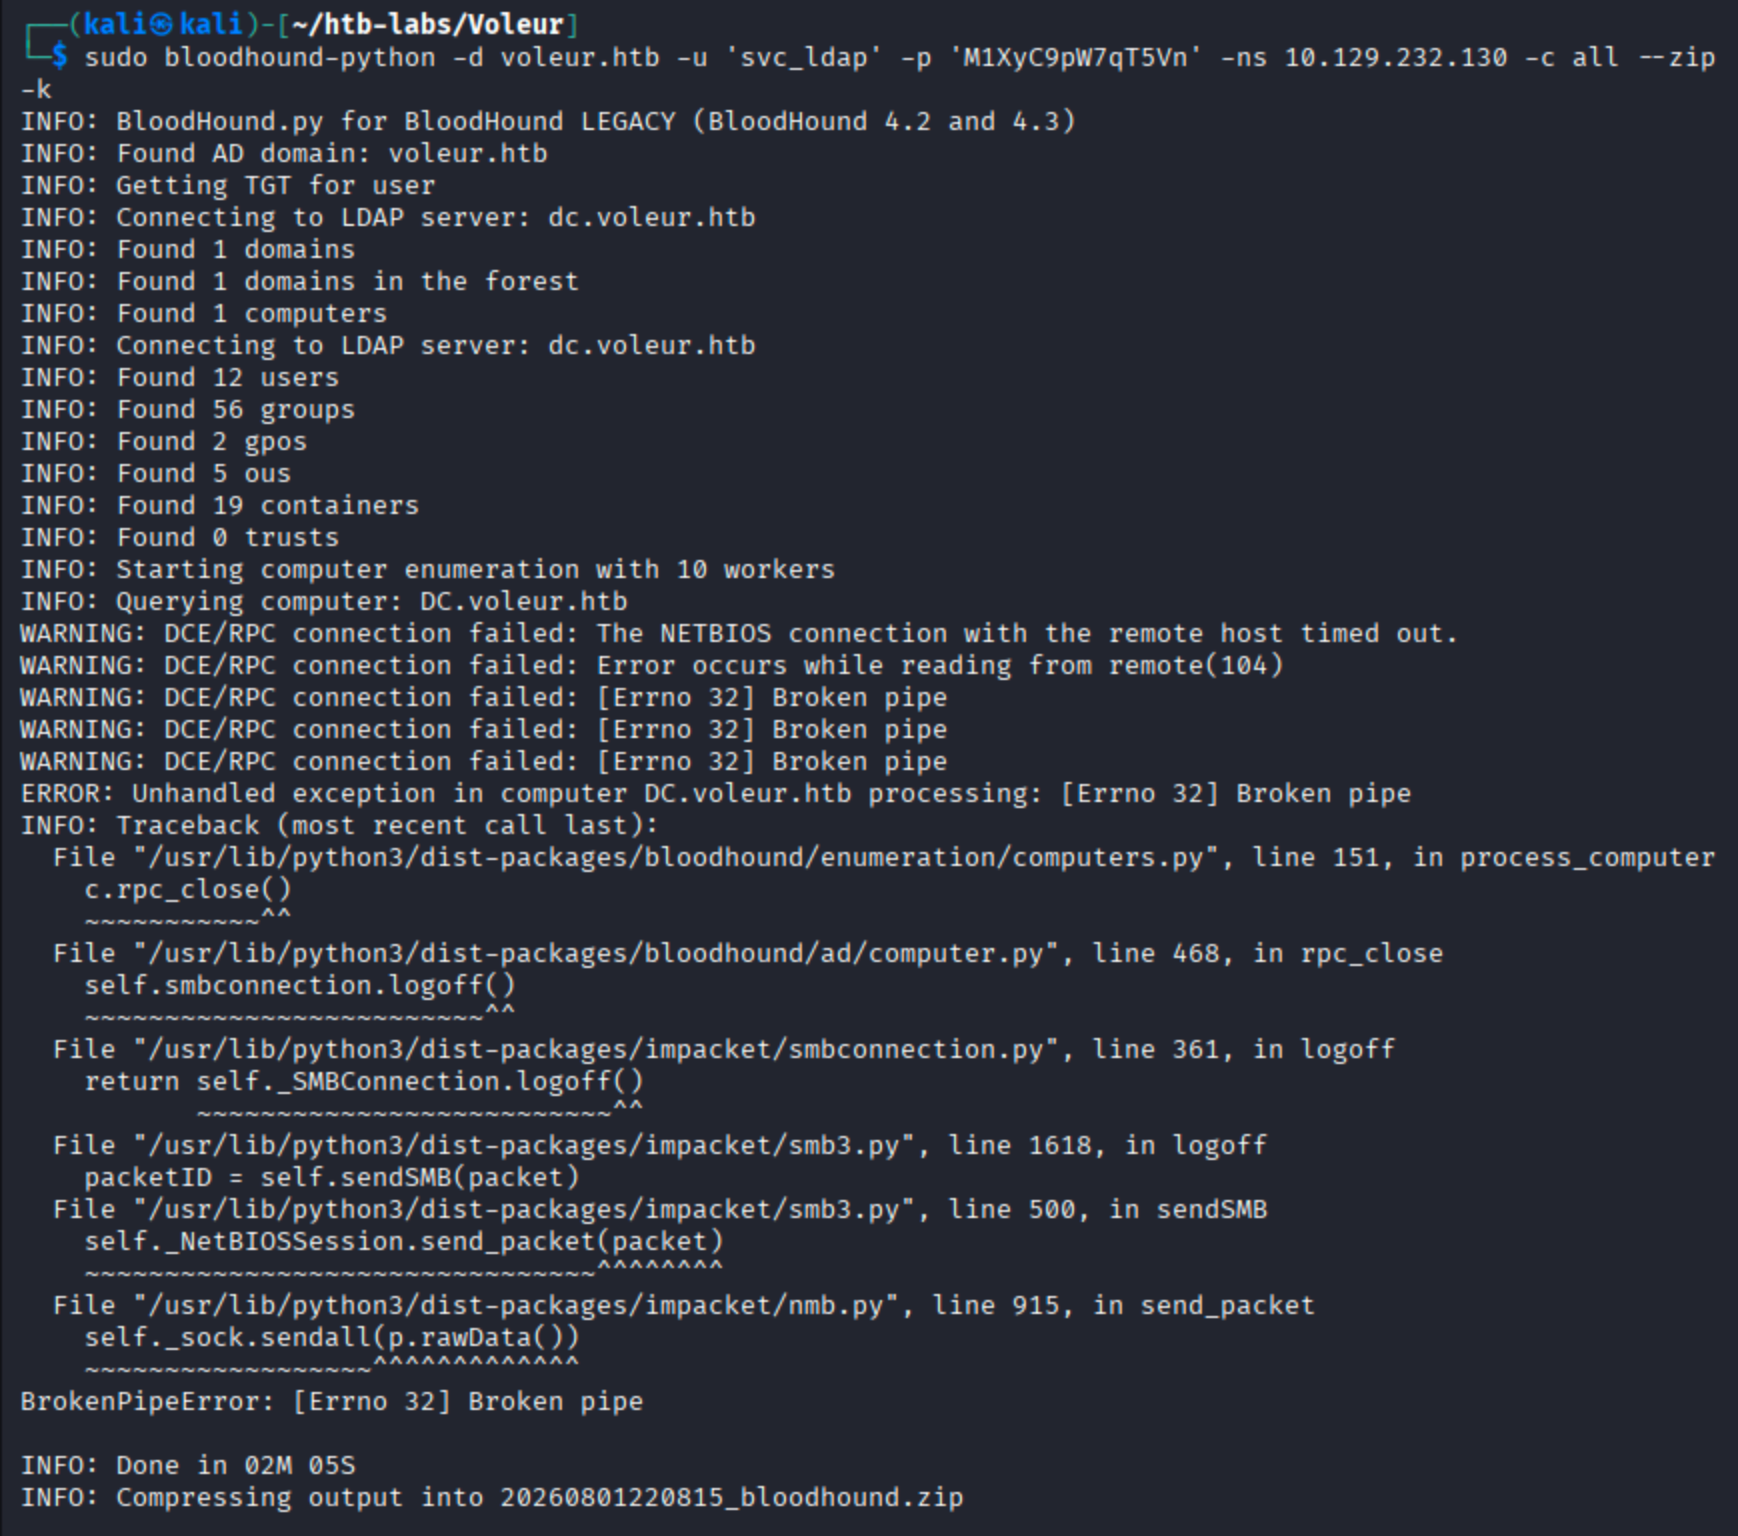 ┌──(kali㉿kali)-[~/htb-labs/Voleur]
└─$ sudo bloodhound-python -d voleur.htb -u 'svc_ldap' -p 'M1XyC9pW7qT5Vn' -ns 10.129.232.130 -c all --zip
-k
INFO: BloodHound.py for BloodHound LEGACY (BloodHound 4.2 and 4.3)
INFO: Found AD domain: voleur.htb
INFO: Getting TGT for user
INFO: Connecting to LDAP server: dc.voleur.htb
INFO: Found 1 domains
INFO: Found 1 domains in the forest
INFO: Found 1 computers
INFO: Connecting to LDAP server: dc.voleur.htb
INFO: Found 12 users
INFO: Found 56 groups
INFO: Found 2 gpos
INFO: Found 5 ous
INFO: Found 19 containers
INFO: Found 0 trusts
INFO: Starting computer enumeration with 10 workers
INFO: Querying computer: DC.voleur.htb
WARNING: DCE/RPC connection failed: The NETBIOS connection with the remote host timed out.
WARNING: DCE/RPC connection failed: Error occurs while reading from remote(104)
WARNING: DCE/RPC connection failed: [Errno 32] Broken pipe
WARNING: DCE/RPC connection failed: [Errno 32] Broken pipe
WARNING: DCE/RPC connection failed: [Errno 32] Broken pipe
ERROR: Unhandled exception in computer DC.voleur.htb processing: [Errno 32] Broken pipe
INFO: Traceback (most recent call last):
  File "/usr/lib/python3/dist-packages/bloodhound/enumeration/computers.py", line 151, in process_computer
    c.rpc_close()
    ~~~~~~~~~~~^^
  File "/usr/lib/python3/dist-packages/bloodhound/ad/computer.py", line 468, in rpc_close
    self.smbconnection.logoff()
    ~~~~~~~~~~~~~~~~~~~~~~~~~^^
  File "/usr/lib/python3/dist-packages/impacket/smbconnection.py", line 361, in logoff
    return self._SMBConnection.logoff()
           ~~~~~~~~~~~~~~~~~~~~~~~~~~^^
  File "/usr/lib/python3/dist-packages/impacket/smb3.py", line 1618, in logoff
    packetID = self.sendSMB(packet)
  File "/usr/lib/python3/dist-packages/impacket/smb3.py", line 500, in sendSMB
    self._NetBIOSSession.send_packet(packet)
    ~~~~~~~~~~~~~~~~~~~~~~~~~~~~~~~~^^^^^^^^
  File "/usr/lib/python3/dist-packages/impacket/nmb.py", line 915, in send_packet
    self._sock.sendall(p.rawData())
    ~~~~~~~~~~~~~~~~~~^^^^^^^^^^^^^
BrokenPipeError: [Errno 32] Broken pipe

INFO: Done in 02M 05S
INFO: Compressing output into 20260801220815_bloodhound.zip